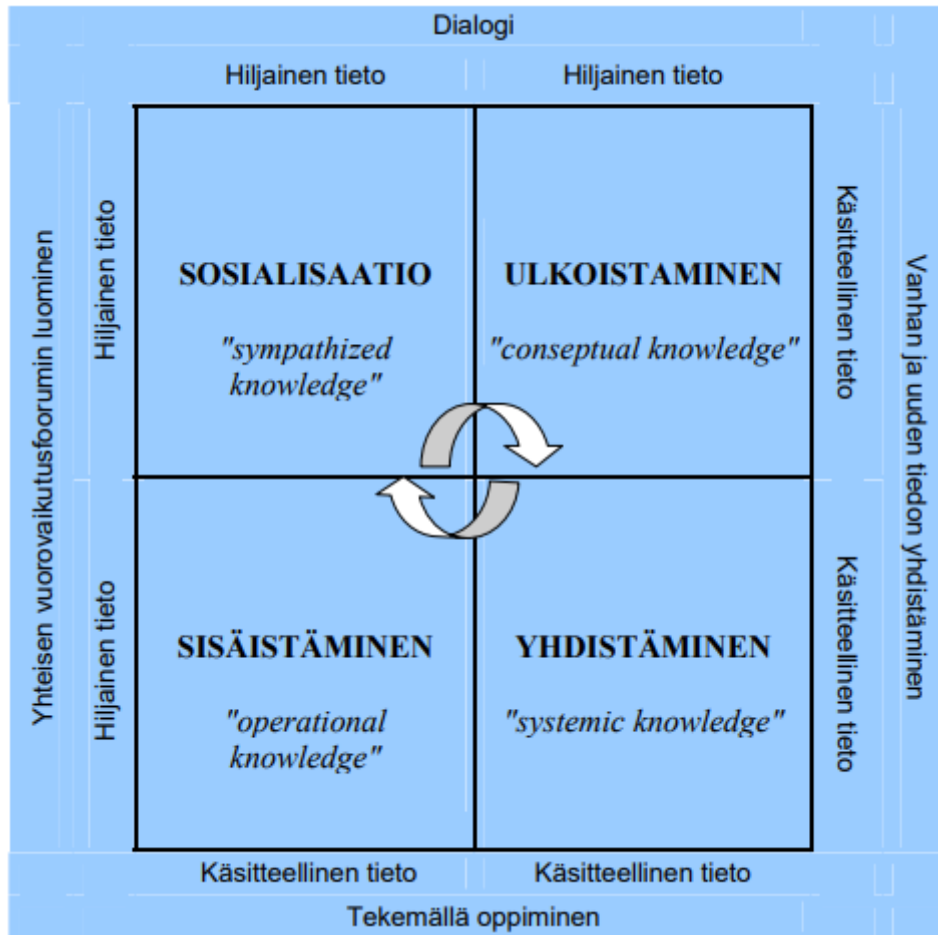 Dialogi
Hiljainen tieto
Hiljainen tieto
Yhteisen vuorovaikutusfoorumin luominen
Hiljainen tieto
SOSIALISAATIO
"sympathized
knowledge"
ULKOISTAMINEN
"conseptual knowledge"
Käsitteellinen tieto
Vanhan ja uuden tiedon yhdistäminen
Hiljainen tieto
SISÄISTÄMINEN
"operational
knowledge"
YHDISTÄMINEN
"systemic knowledge"
Käsitteellinen tieto
Käsitteellinen tieto
Käsitteellinen tieto
Tekemällä oppiminen